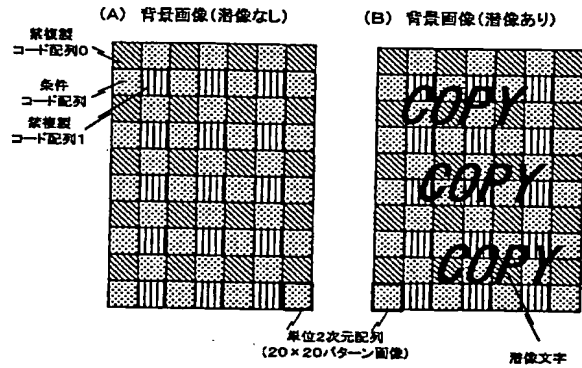 (A) 背景画像(潜像なし)
(B) 背景画像(潜像あり)
禁複製
コード配列0
条件
コード配列
禁複製
コード配列1
COPY
COPY
COPY
単位2次元配列
(20×20パターン画像)
潜像文字